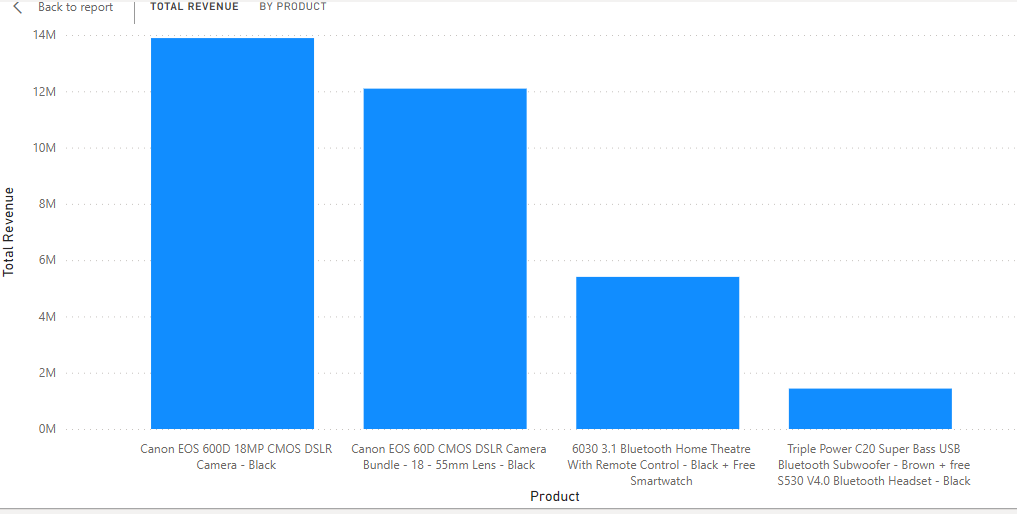 Back to report
TOTAL REVENUE
BY PRODUCT
14M
12M
10M
8M
6M
4M
2M
0M
Total Revenue
Canon EOS 600D 18MP CMOS DSLR
Camera - Black
Canon EOS 60D CMOS DSLR Camera
Bundle - 18 - 55mm Lens - Black
6030 3.1 Bluetooth Home Theatre
With Remote Control - Black + Free
Smartwatch
Triple Power C20 Super Bass USB
Bluetooth Subwoofer - Brown + free
S530 V4.0 Bluetooth Headset - Black
Product